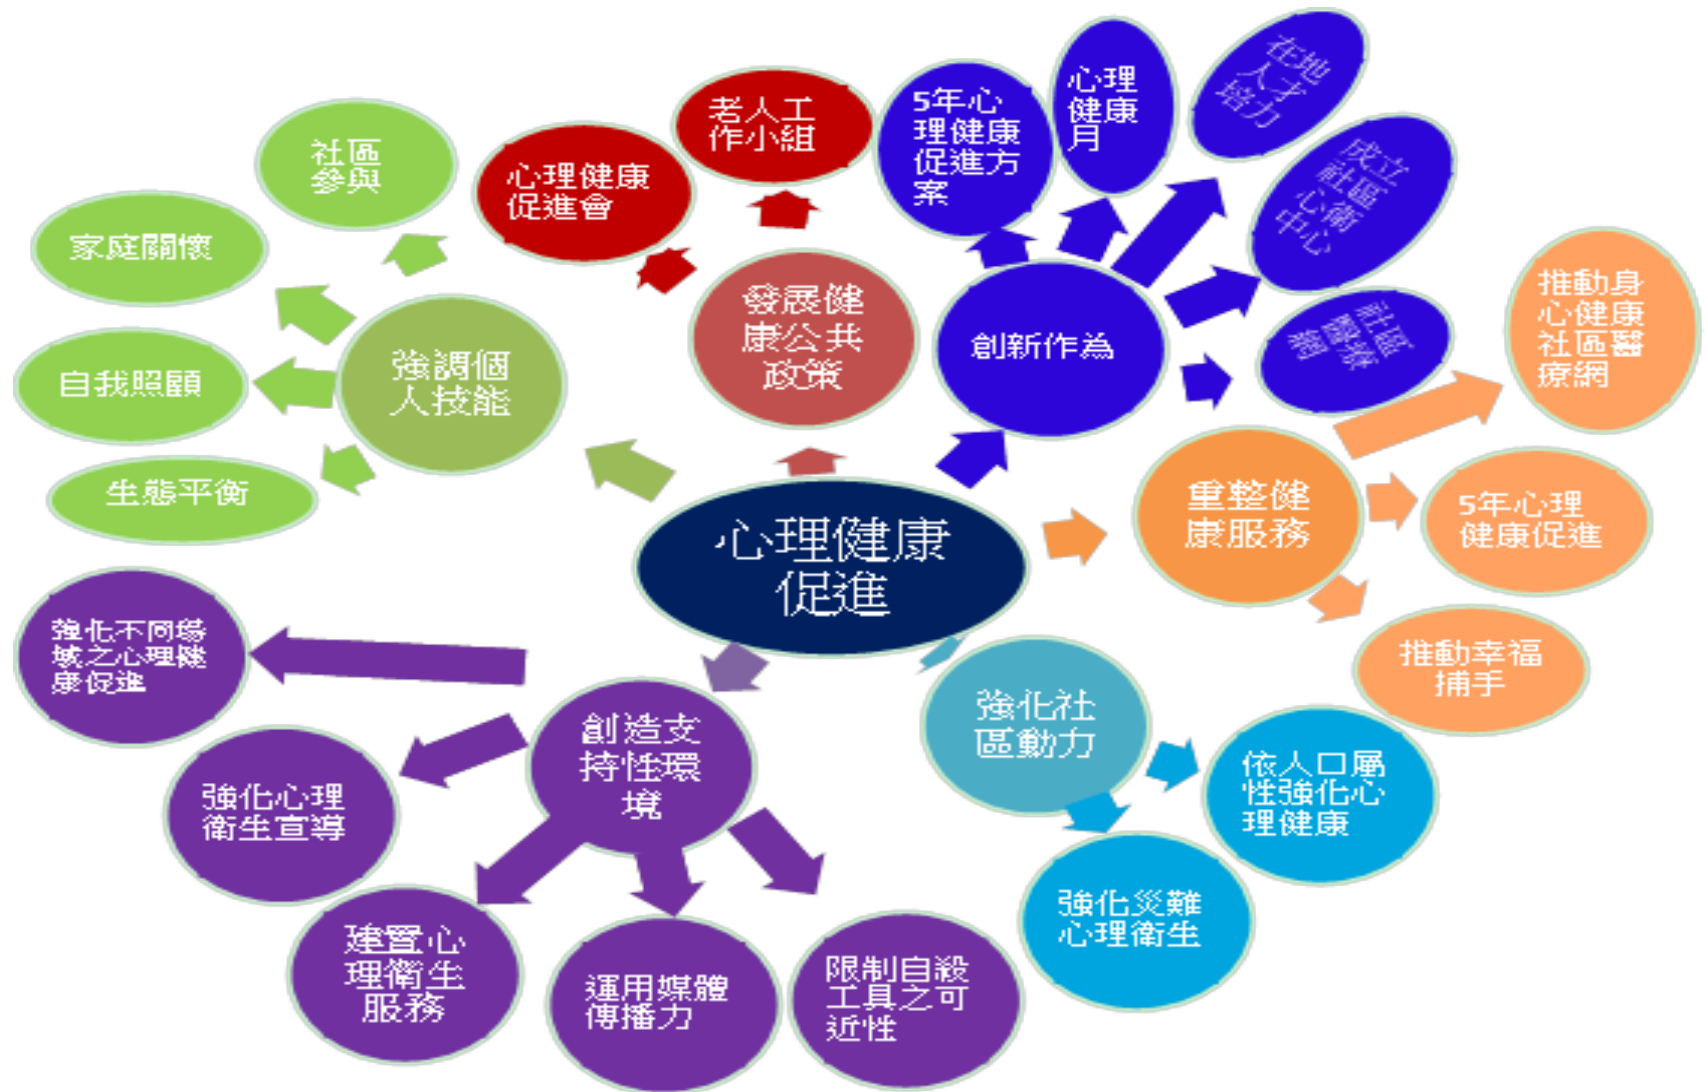 心理健康
促進
強調個
人技能
社區
參與
家庭關懷
自我照顧
生態平衡
發展健
康公共
政策
心理健康
促進會
老人工
作小組
創新作為
5年心
理健康
促進方
案
心理
健康
月
在地
人才
培力
成立
社區
心衛
中心
社區
醫療
網
重整健
康服務
推動身
心健康
社區醫
療網
5年心理
健康促進
推動幸福
捕手
強化社
區動力
依人口屬
性強化心
理健康
強化災難
心理衛生
創造支
持性環
境
強化不同場
域之心理健
康促進
強化心理
衛生宣導
建置心
理衛生
服務
運用媒體
傳播力
限制自殺
工具之可
近性